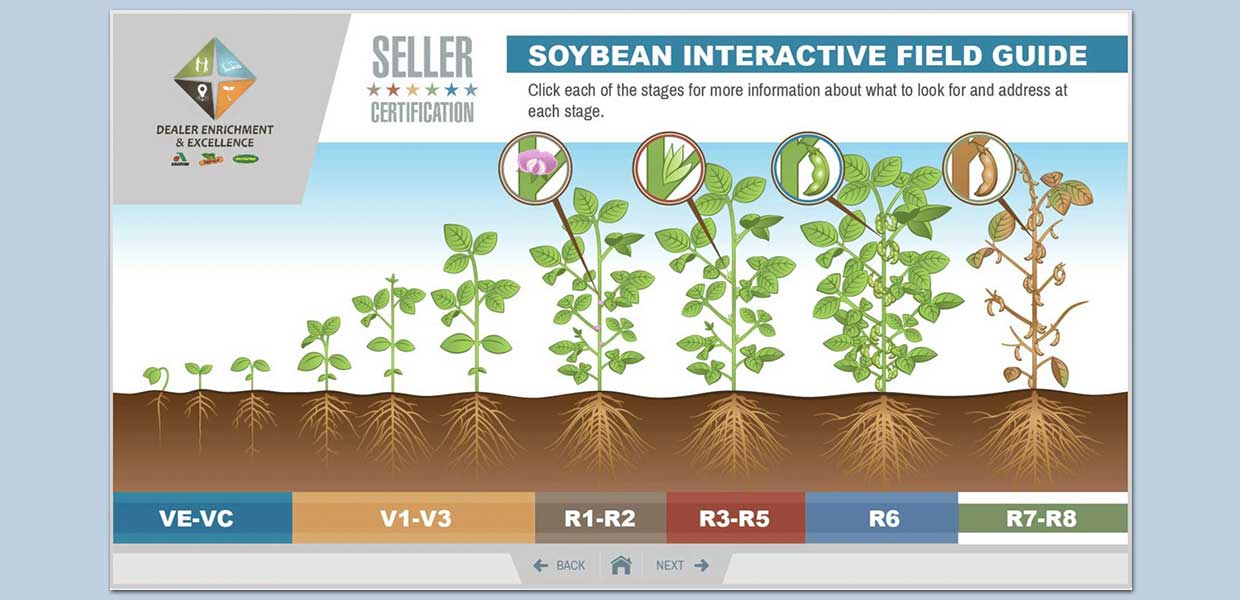 DEALER ENRICHMENT
& EXCELLENCE
SELLER
CERTIFICATION
SOYBEAN INTERACTIVE FIELD GUIDE
Click each of the stages for more information about what to look for and address at
each stage.
VE-VC
V1-V3
R1-R2
R3-R5
R6
R7-R8
BACK
NEXT